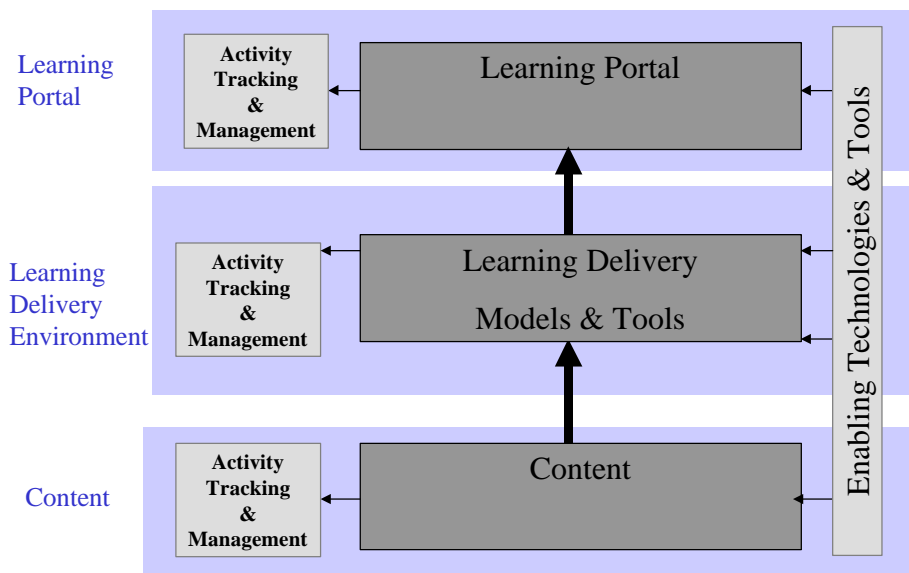 Learning
Portal
Activity
Tracking
&
Management
Learning Portal
Learning
Delivery
Environment
Activity
Tracking
&
Management
Learning Delivery
Models & Tools
Content
Activity
Tracking
&
Management
Content
Enabling Technologies & Tools